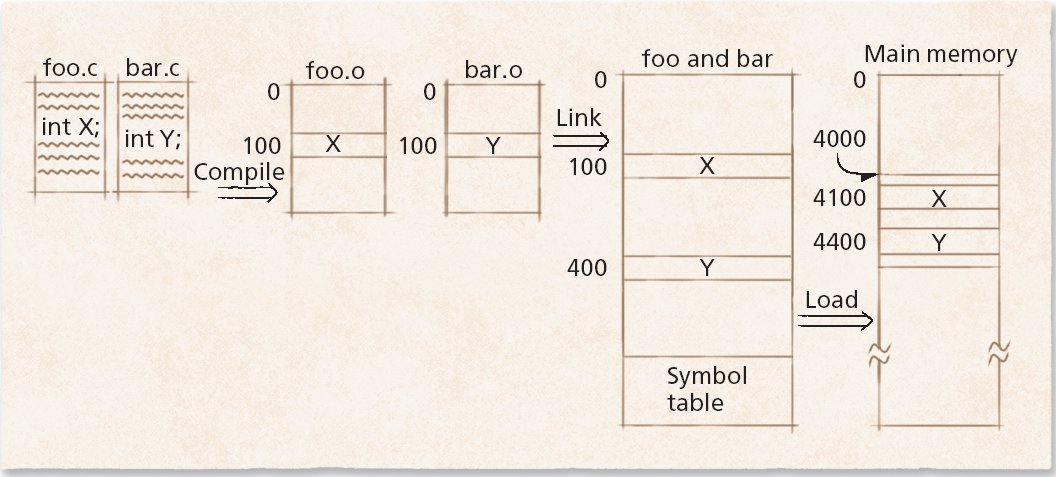 foo.c
bar.c
int X;
int Y;
Compile
foo.o
0
100
X
bar.o
0
100
Y
Link
foo and bar
0
100
X
400
Y
Symbol
table
Load
Main memory
0
4000
4100
X
4400
Y